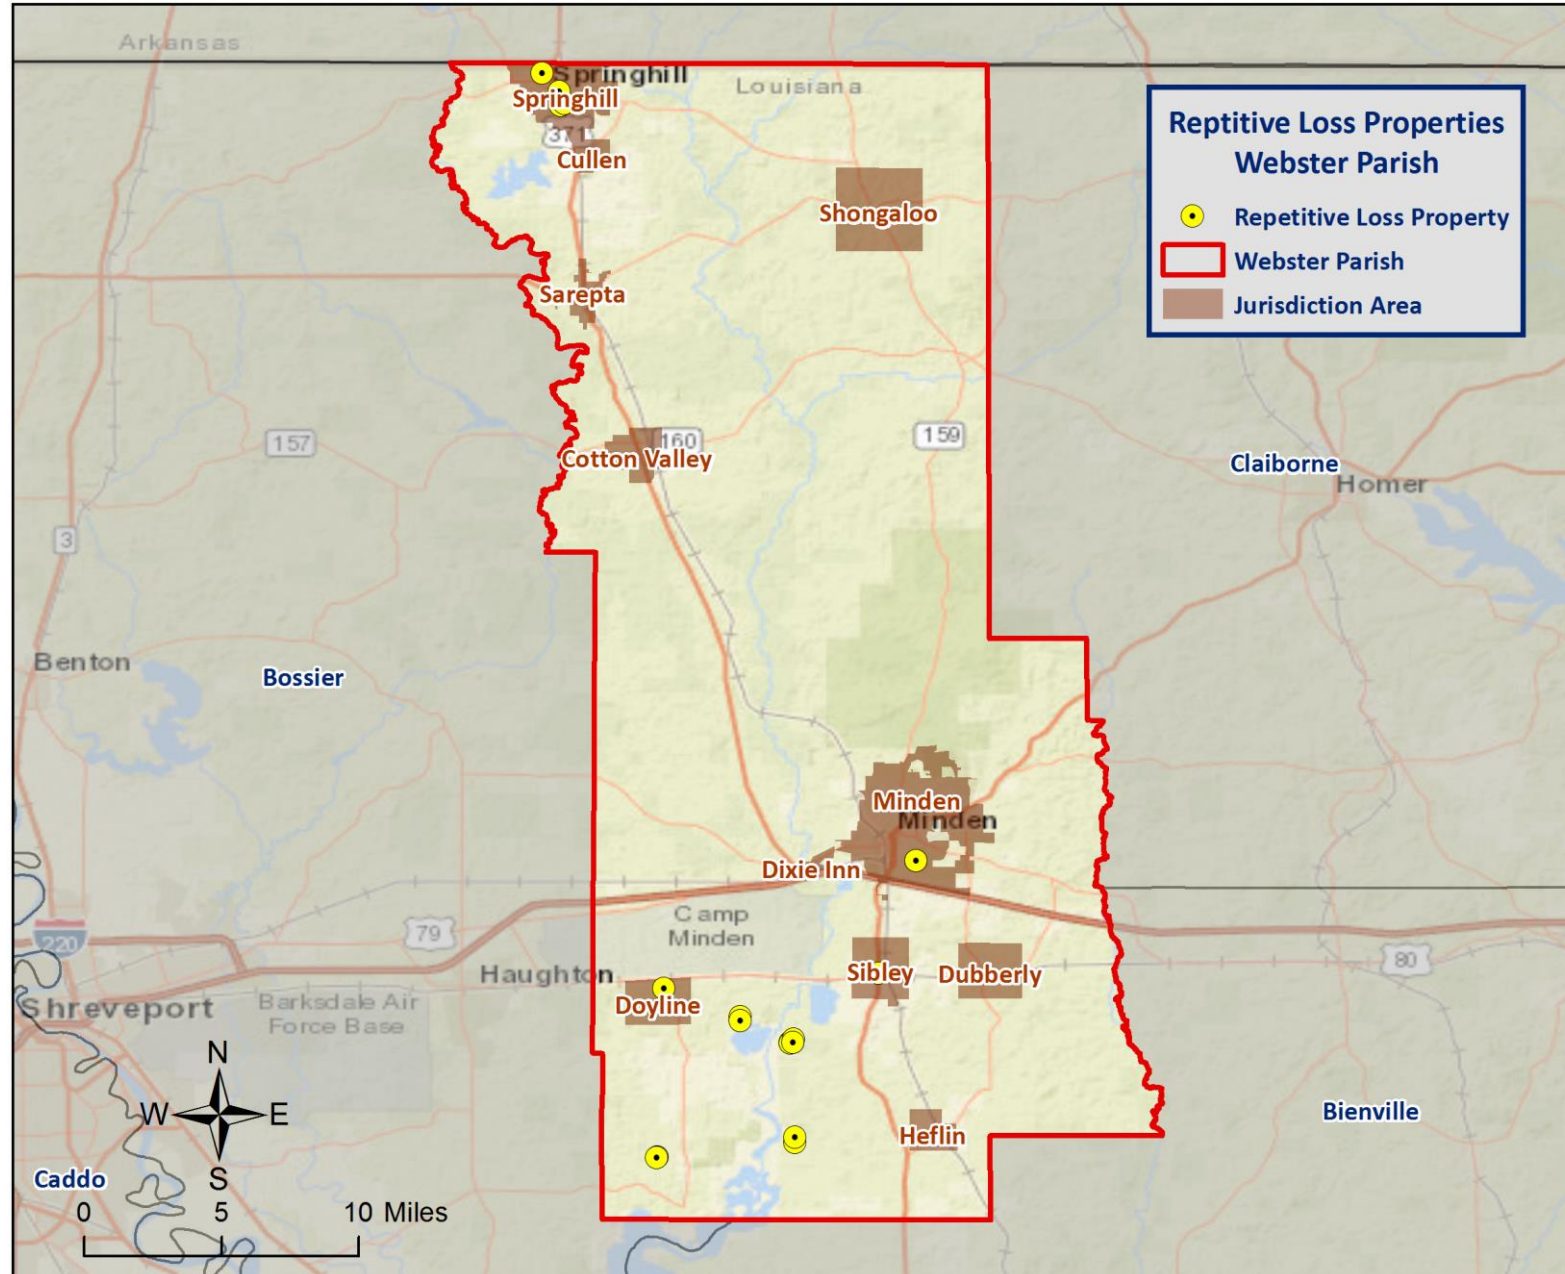 Arkansas
Springhill
Louisiana
Springhill
371
Cullen
Reptitive Loss Properties
Webster Parish
Repetitive Loss Property
Webster Parish
Jurisdiction Area
Shongaloo
Sarepta
157
160
159
Cotton Valley
Claiborne
Homer
3
Benton
Bossier
Minden
Minden
Dixie Inn
Camp
Minden
79
220
80
Haughton
Sibley
Dubberly
Doyline
Shreveport
Barksdale Air
Force Base
N
W
E
S
Bienville
Heflin
Caddo
0 5 10 Miles